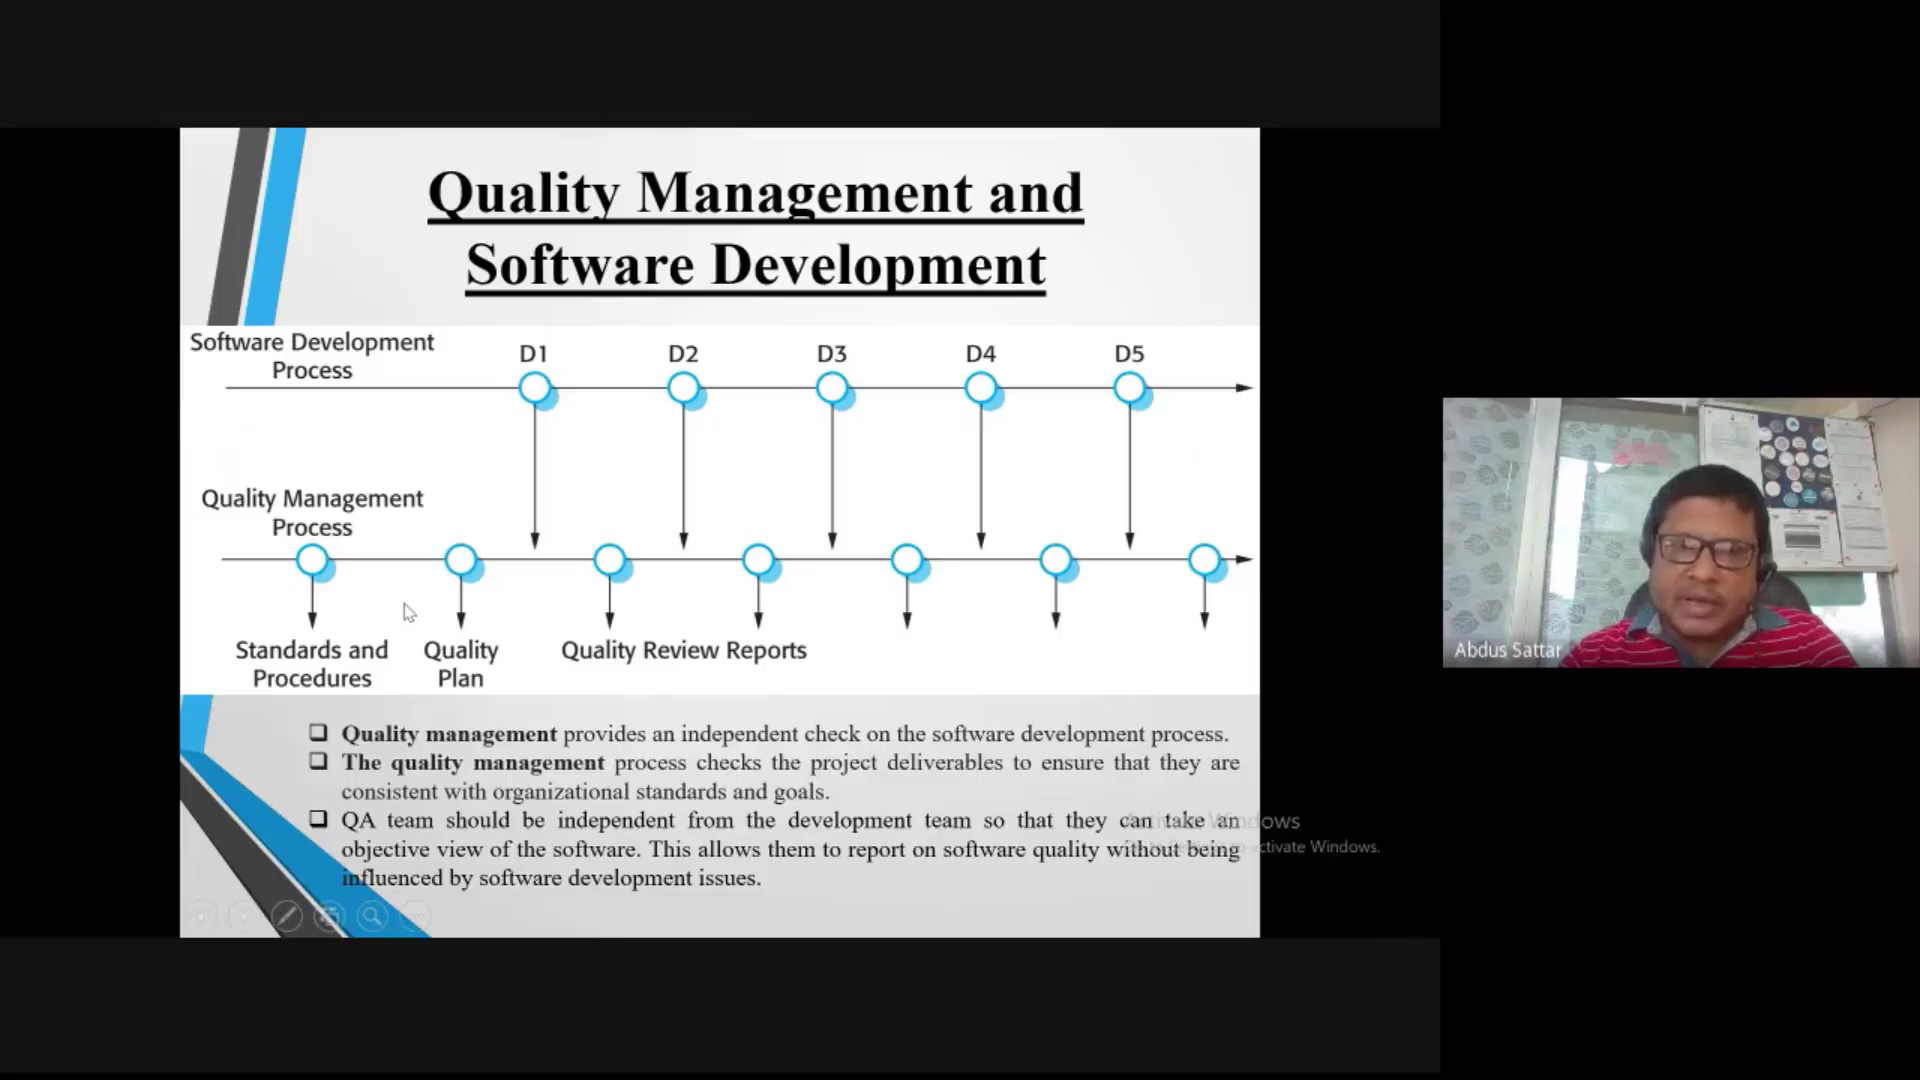 Quality Management and
Software Development
Software Development
Process
D1 D2 D3 D4 D5
Quality Management
Process
Standards and
Procedures
Quality
Plan
Quality Review Reports
❑ Quality management provides an independent check on the software development process.
❑ The quality management process checks the project deliverables to ensure that they are
consistent with organizational standards and goals.
❑ QA team should be independent from the development team so that they can take an
objective view of the software. This allows them to report on software quality without being
influenced by software development issues.
Activate Windows
activate Windows.
Abdus Sattar